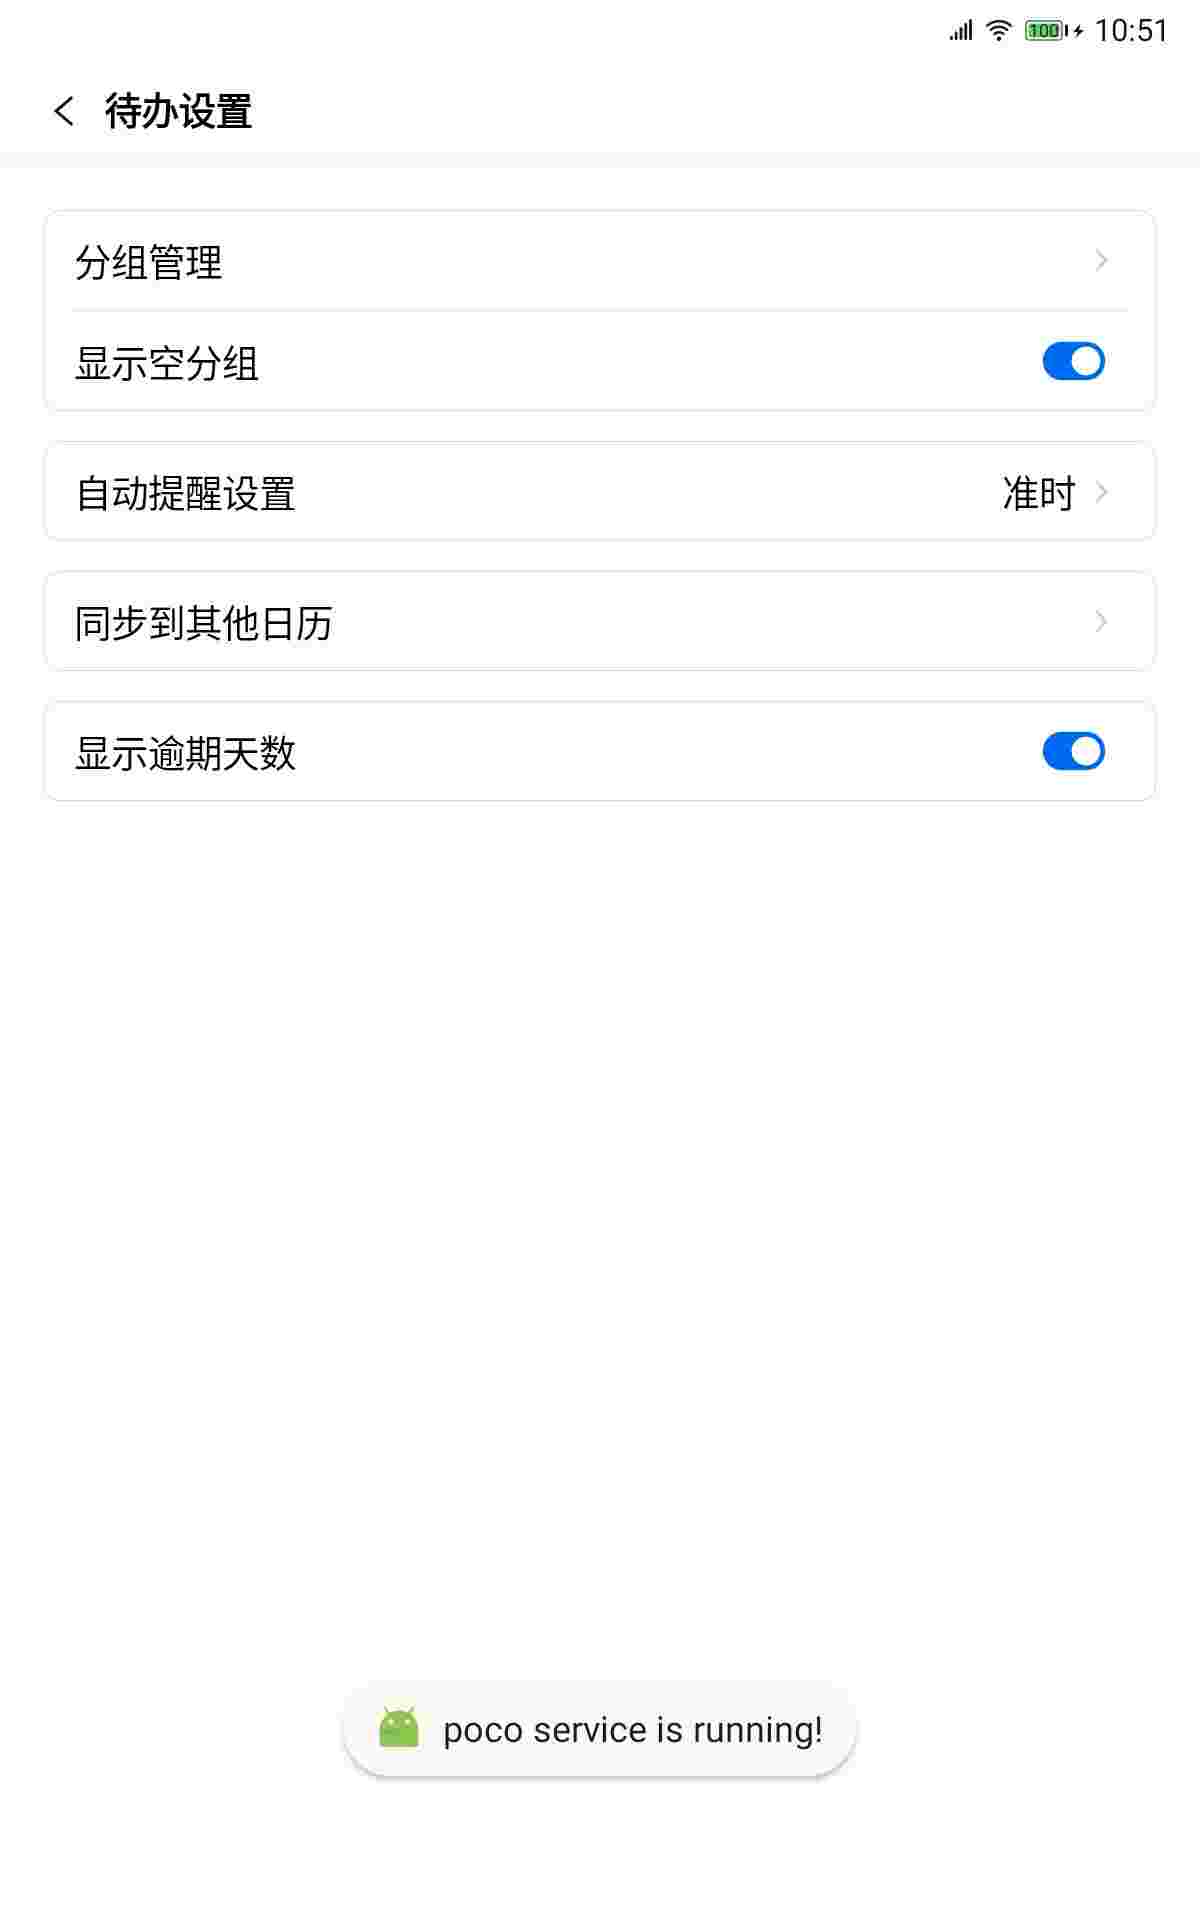 100 10:51
待办设置
分组管理
显示空分组
自动提醒设置 准时
同步到其他日历
显示逾期天数
poco service is running!